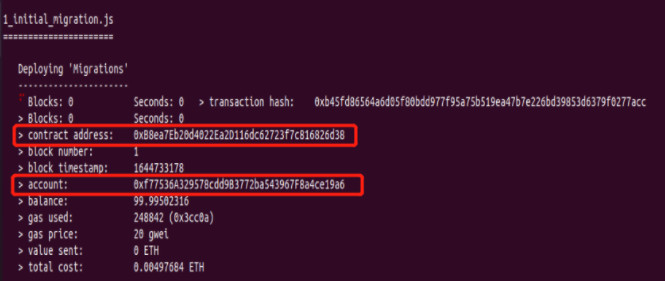 1_initial_migration.js
======================
Deploying 'Migrations'
----------------------
Blocks: 0 Seconds: 0 > transaction hash: 0xb45fd86564a6d05f80bdd977f95a75b519ea47b7e226bd39853d6379f0277acc
> Blocks: 0 Seconds: 0
> contract address: 0xB8ea7Eb20d4022Ea2D116dc62723f7c816826d38
> block number: 1
> block timestamp: 1644733178
> account: 0xf77536A329578cdd9B3772ba543967F8a4ce19a6
> balance: 99.99502316
> gas used: 248842 (0x3cc0a)
> gas price: 20 gwei
> value sent: 0 ETH
> total cost: 0.00497684 ETH